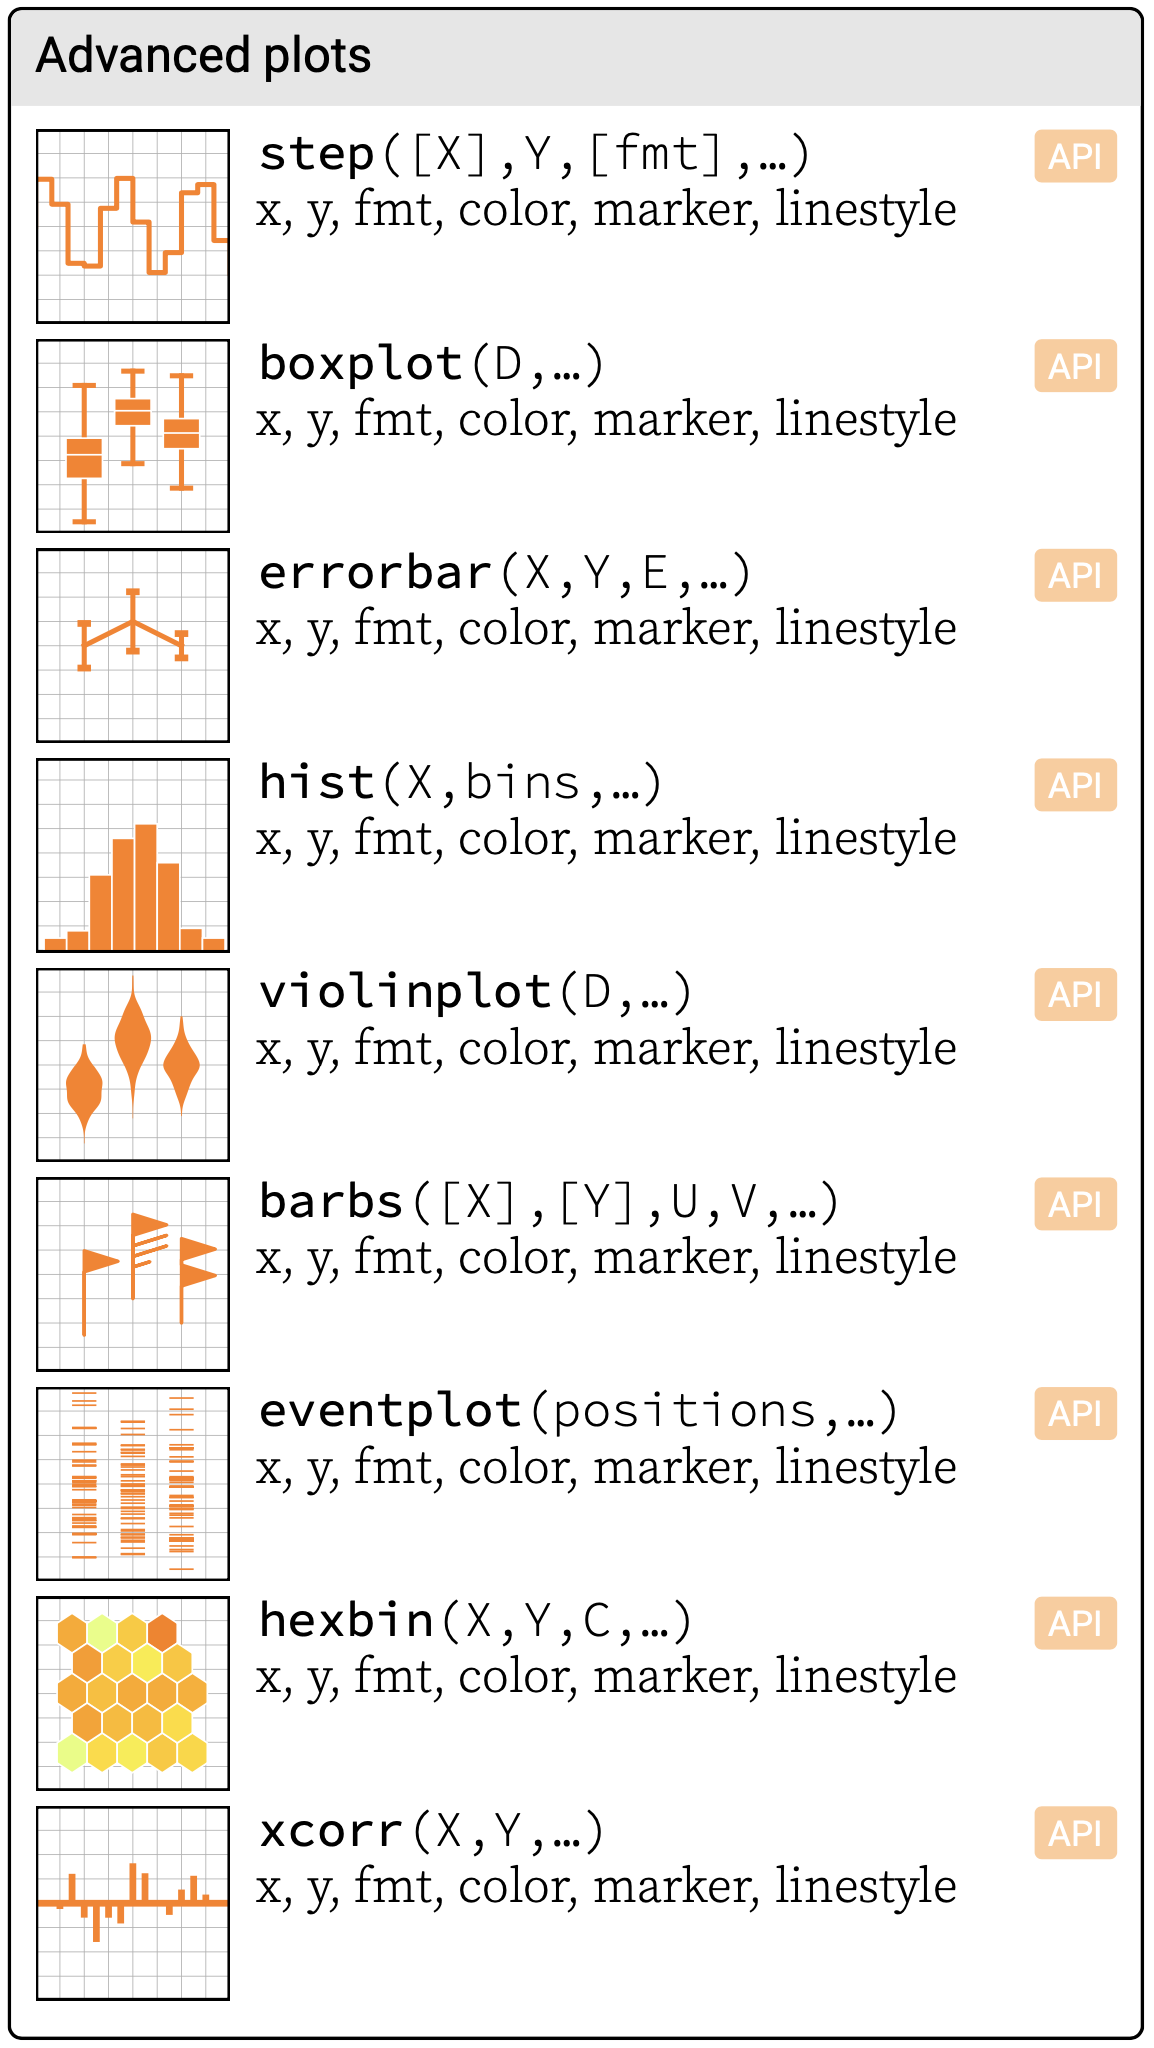 Advanced plots
step([X],Y,[fmt],…) API
x, y, fmt, color, marker, linestyle
boxplot(D,…) API
x, y, fmt, color, marker, linestyle
errorbar(X,Y,E,…) API
x, y, fmt, color, marker, linestyle
hist(X,bins,…) API
x, y, fmt, color, marker, linestyle
violinplot(D,…) API
x, y, fmt, color, marker, linestyle
barbs([X],[Y],U,V,…) API
x, y, fmt, color, marker, linestyle
eventplot(positions,…) API
x, y, fmt, color, marker, linestyle
hexbin(X,Y,C,…) API
x, y, fmt, color, marker, linestyle
xcorr(X,Y,…) API
x, y, fmt, color, marker, linestyle